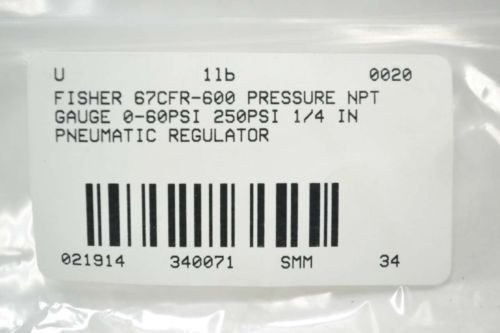 U 1lb 0020
FISHER 67CFR-600 PRESSURE NPT
GAUGE 0-60PSI 250PSI 1/4 IN
PNEUMATIC REGULATOR
021914 340071 SMM 34